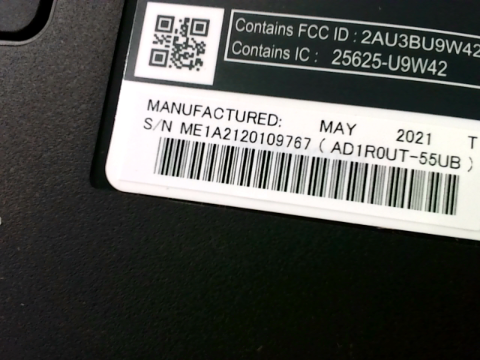 Contains FCC ID : 2AU3BU9W42
Contains IC : 25625-U9W42
MANUFACTURED: MAY 2021 T
S/N ME1A2120109767 ( AD1R0UT-55UB )